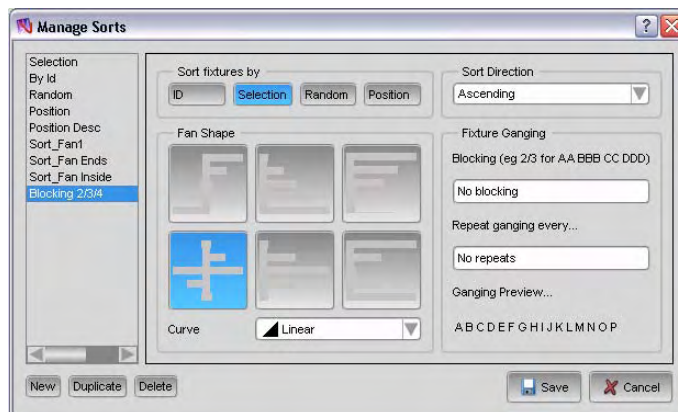 Manage Sorts
Selection
By Id
Random
Position
Position Desc
Sort_Fan1
Sort_Fan Ends
Sort_Fan Inside
Blocking 2/3/4
Sort fixtures by
ID Selection Random Position
Sort Direction
Ascending
Fan Shape
Curve Linear
Fixture Ganging
Blocking (eg 2/3 for AA BBB CC DDD)
No blocking
Repeat ganging every...
No repeats
Ganging Preview...
A B C D E F G H I J K L M N O P
New Duplicate Delete
Save Cancel